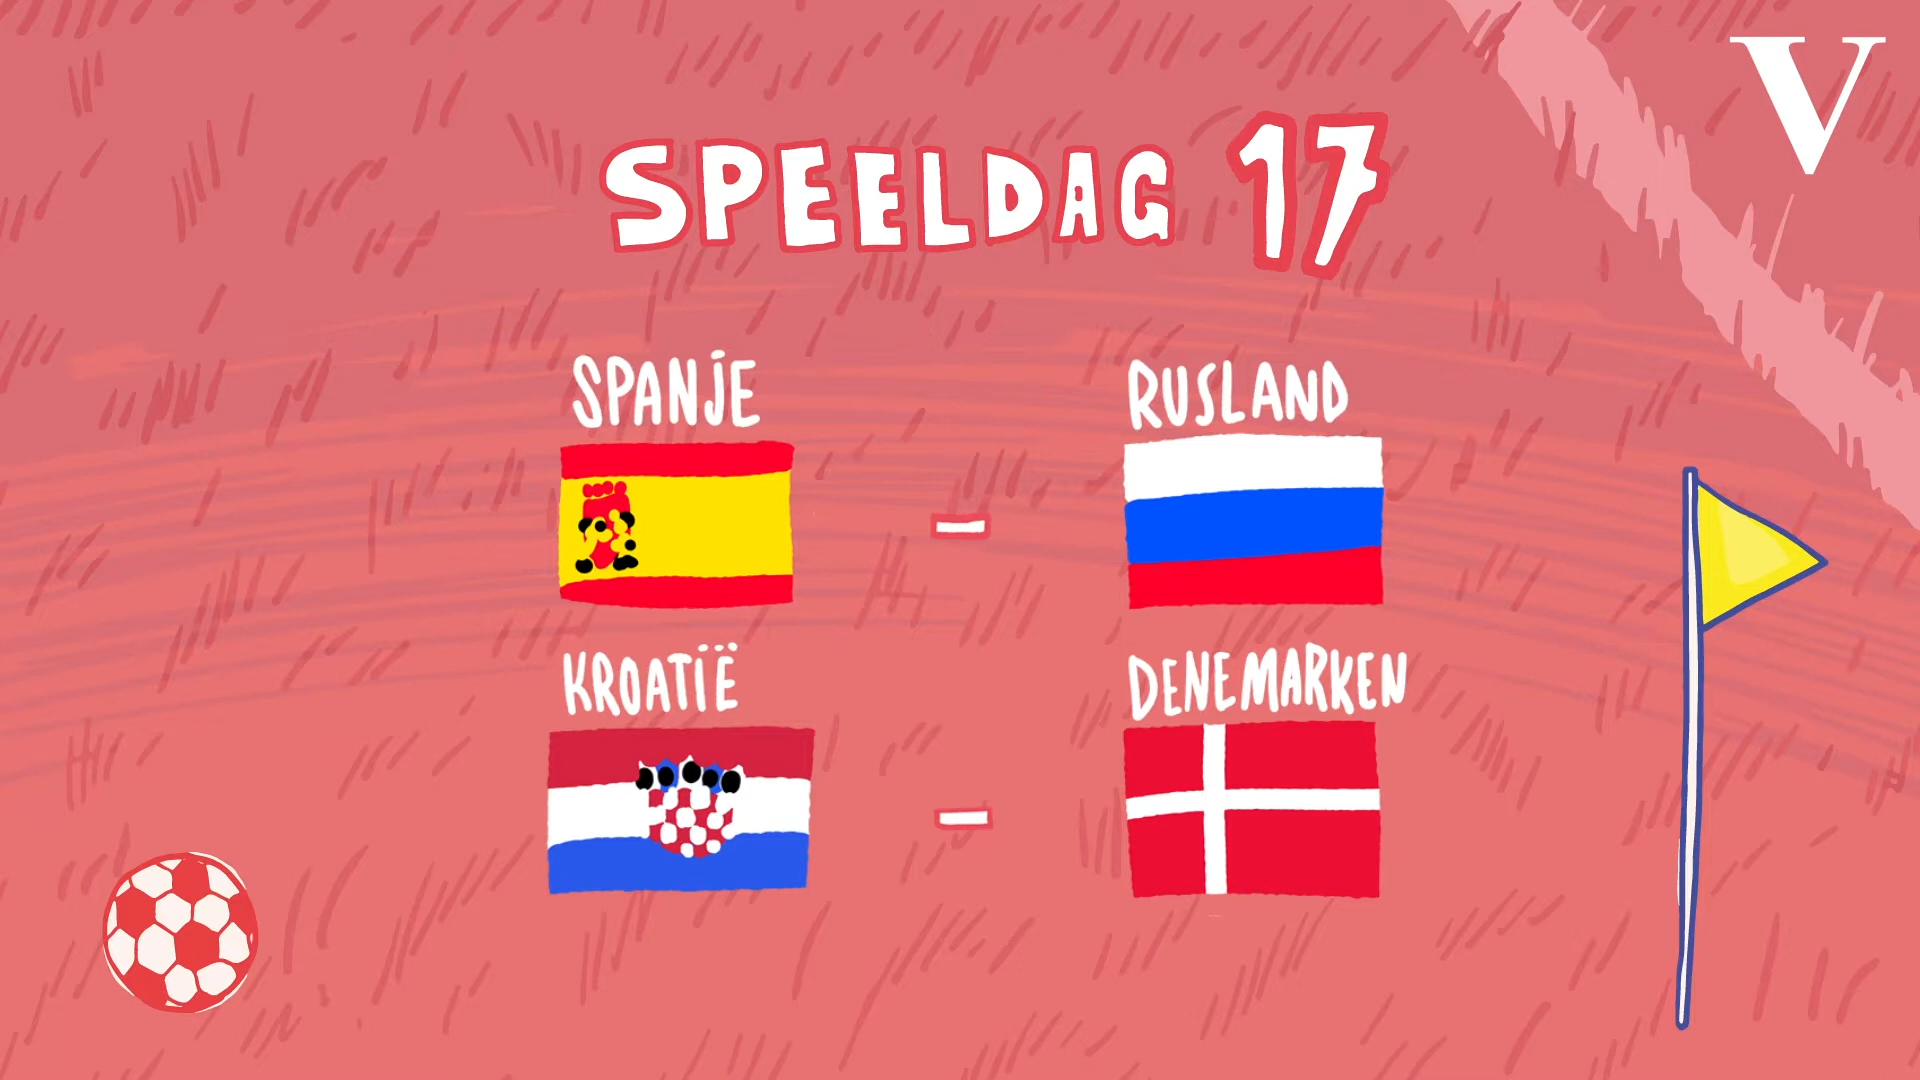 V
SPEELDAG 17
SPANJE - RUSLAND
KROATIË - DENEMARKEN